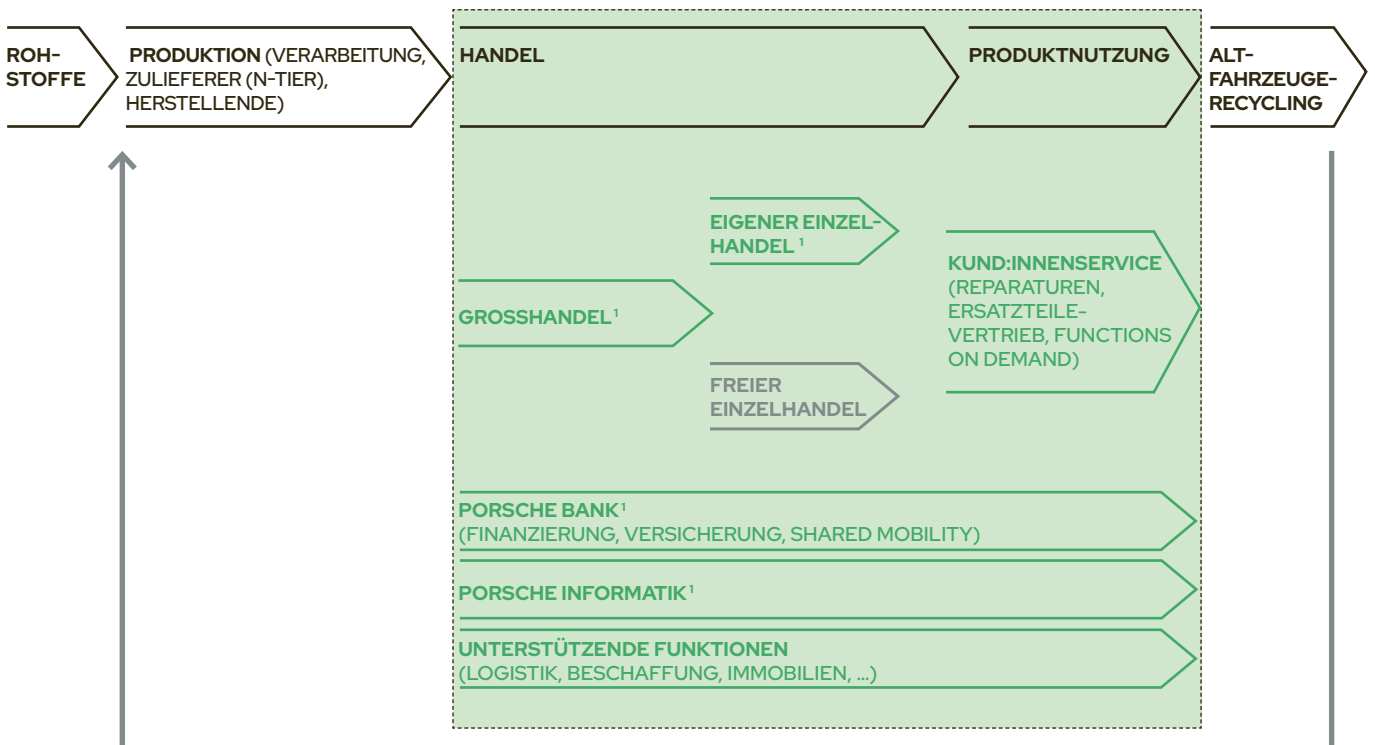 ROH-
STOFFE
PRODUKTION (VERARBEITUNG,
ZULIEFERER (N-TIER),
HERSTELLENDE)
HANDEL
PRODUKTNUTZUNG
ALT-
FAHRZEUGE-
RECYCLING
EIGENER EINZEL-
HANDEL ¹
GROSSHANDEL ¹
FREIER
EINZELHANDEL
KUND:INNENSERVICE
(REPARATUREN,
ERSATZTEILE-
VERTRIEB, FUNCTIONS
ON DEMAND)
PORSCHE BANK ¹
(FINANZIERUNG, VERSICHERUNG, SHARED MOBILITY)
PORSCHE INFORMATIK ¹
UNTERSTÜTZENDE FUNKTIONEN
(LOGISTIK, BESCHAFFUNG, IMMOBILIEN, ...)